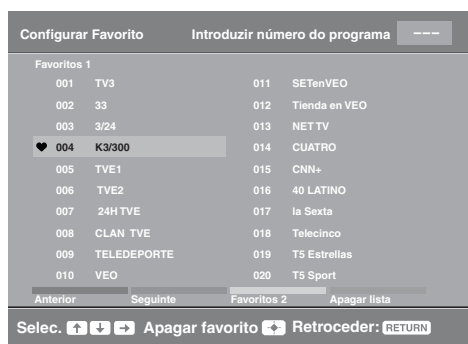 Configurar Favorito Introduzir número do programa ---
Favoritos 1
001 TV3 011 SETenVEO
002 33 012 Tienda en VEO
003 3/24 013 NET TV
004 K3/300 014 CUATRO
005 TVE1 015 CNN+
006 TVE2 016 40 LATINO
007 24H TVE 017 la Sexta
008 CLAN TVE 018 Telecinco
009 TELEDEPORTE 019 T5 Estrellas
010 VEO 020 T5 Sport
Anterior Seguinte Favoritos 2 Apagar lista
Selec. Apagar favorito Retroceder: RETURN